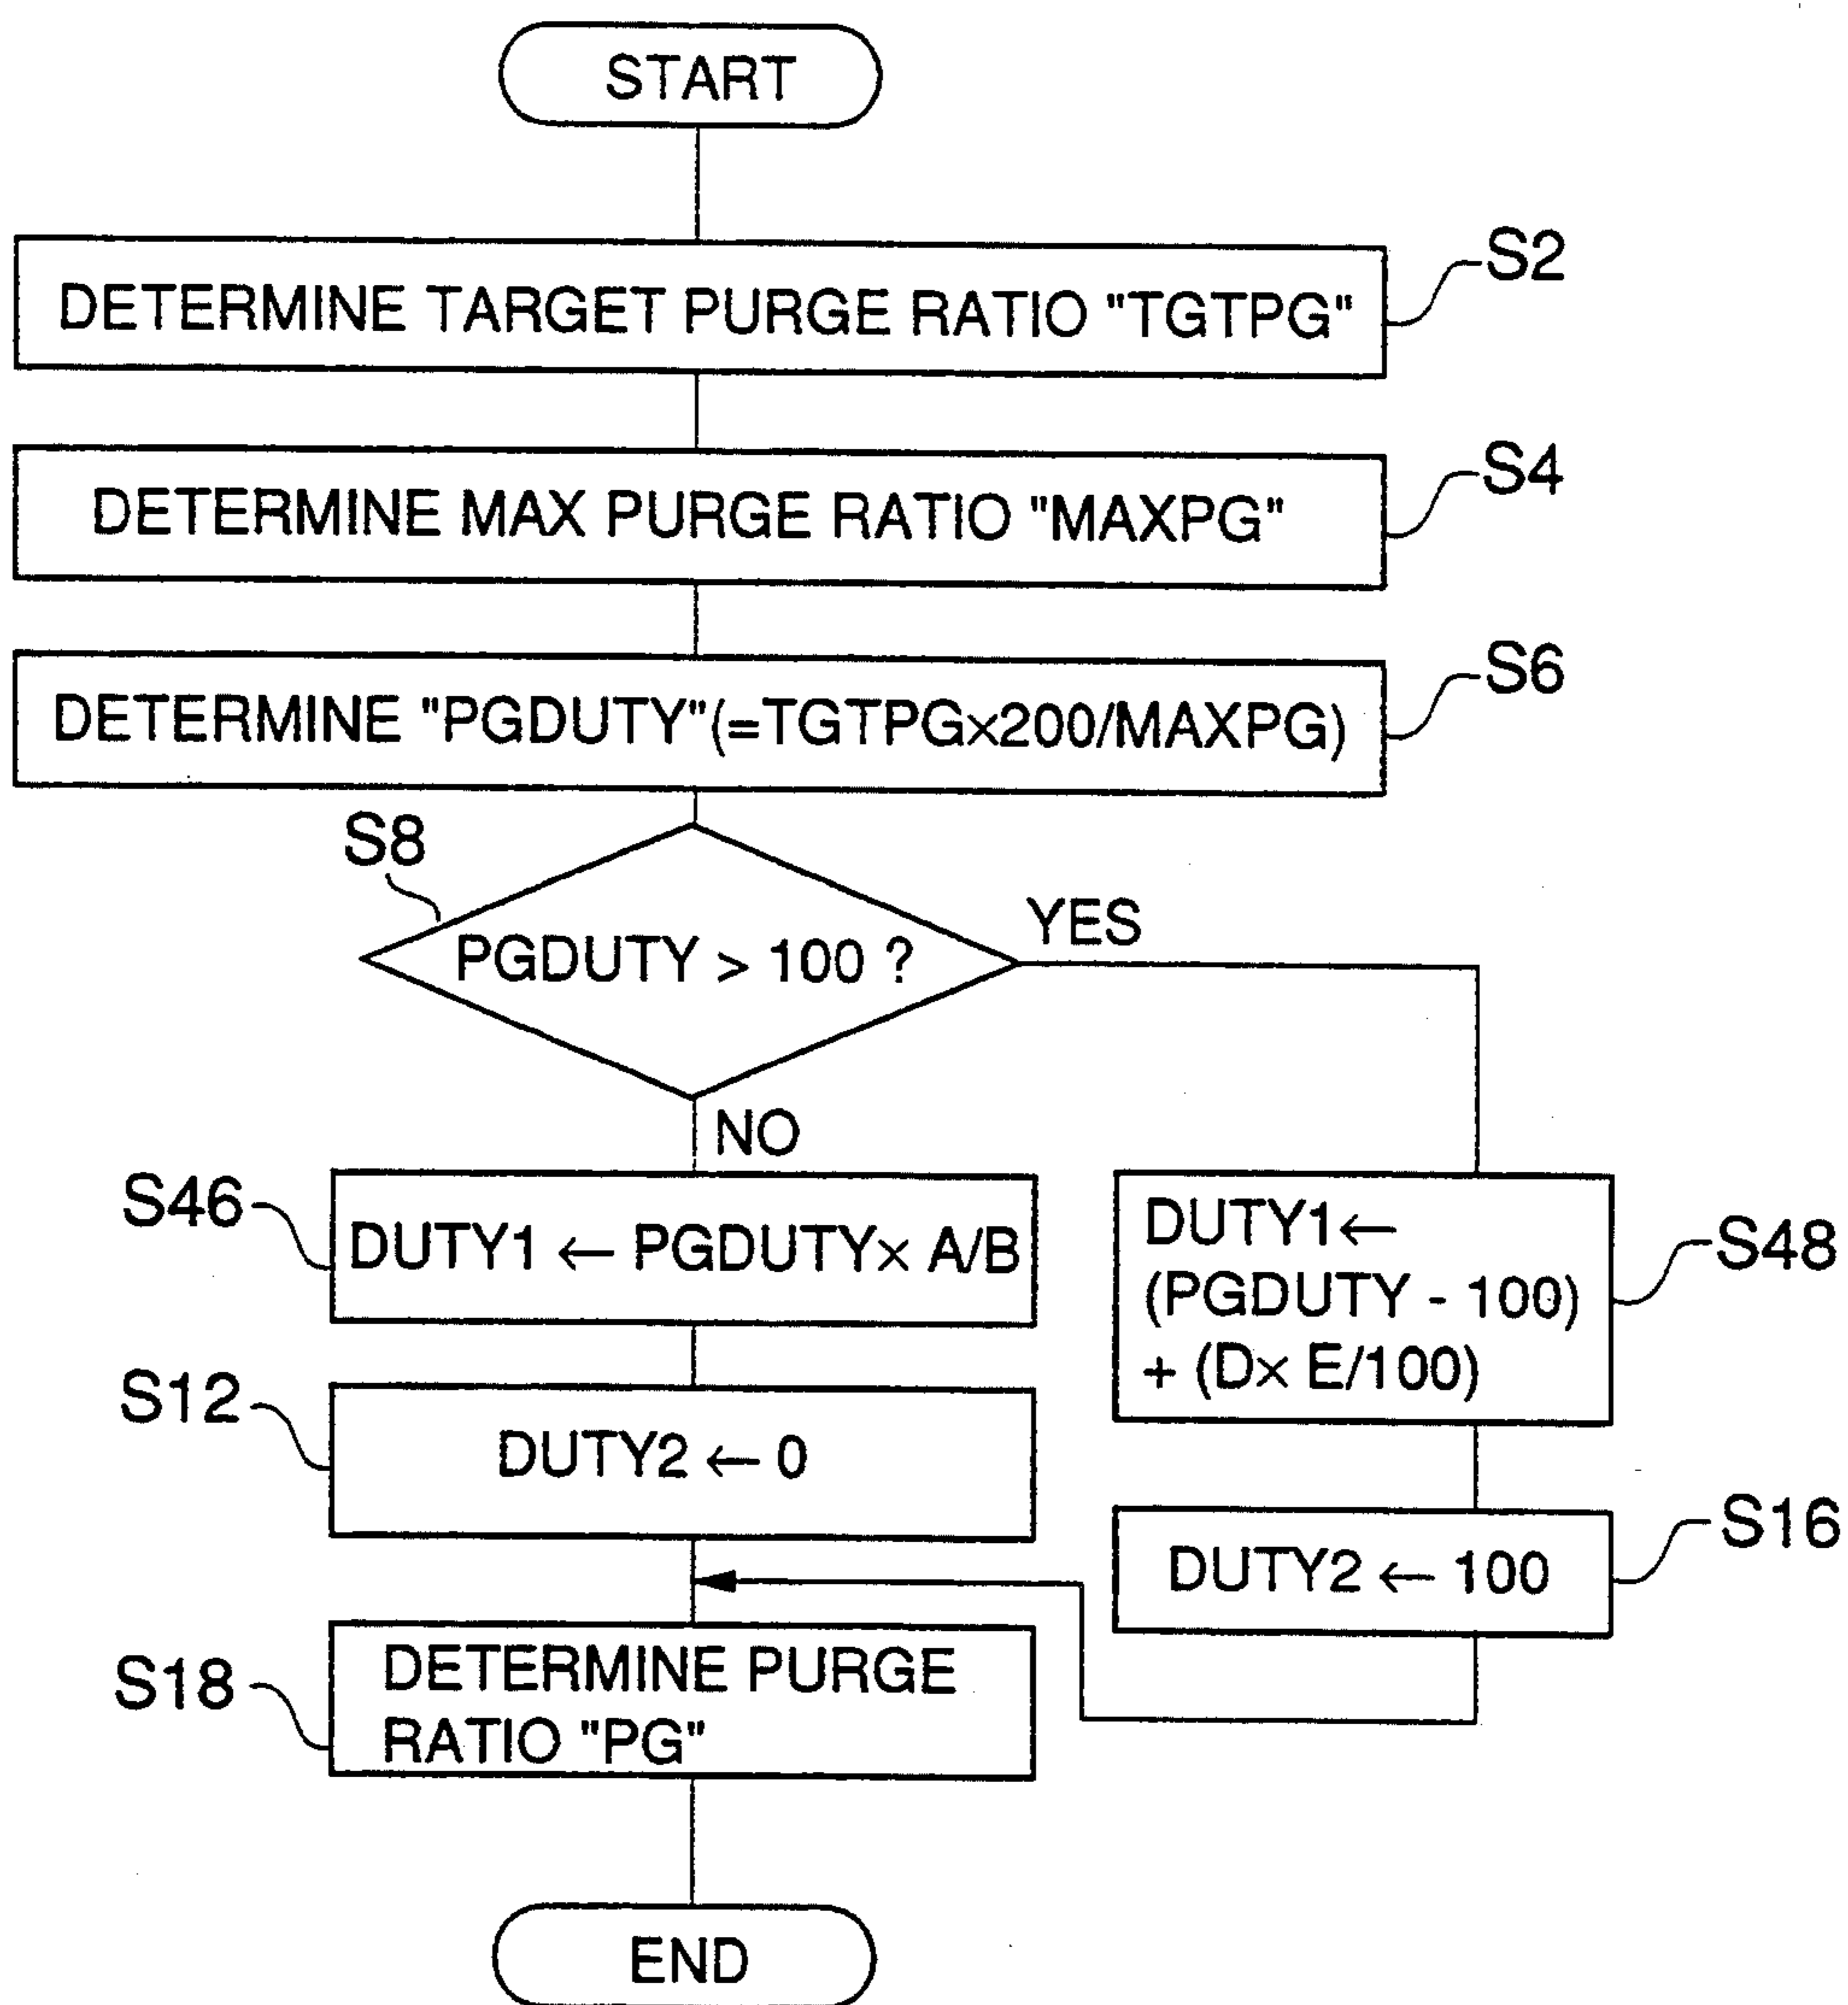 START
DETERMINE TARGET PURGE RATIO "TGTPG"
S2
DETERMINE MAX PURGE RATIO "MAXPG"
S4
DETERMINE "PGDUTY"(=TGTPG×200/MAXPG)
S6
S8
PGDUTY > 100 ?
YES
NO
S46
DUTY1 ← PGDUTY× A/B
DUTY1←
(PGDUTY - 100)
+ (D× E/100)
S48
S12
DUTY2 ← 0
DUTY2 ← 100
S16
S18
DETERMINE PURGE
RATIO "PG"
END